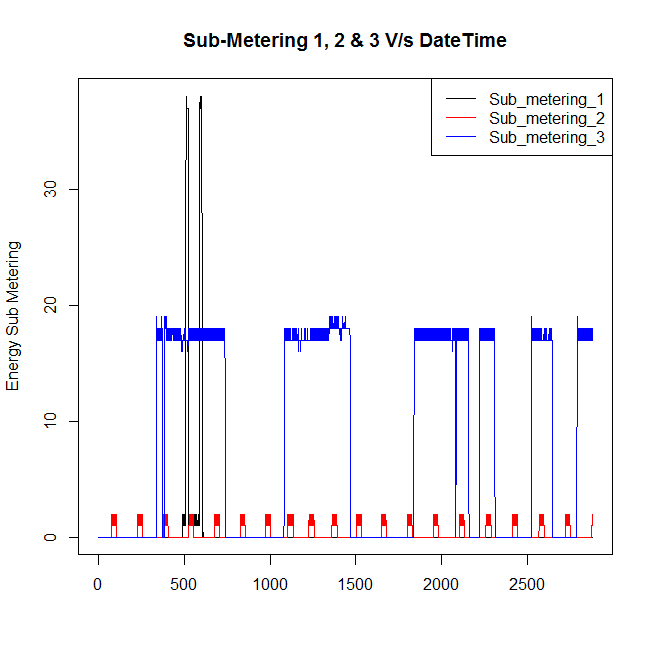 Sub-Metering 1, 2 & 3 V/s DateTime
Sub_metering_1
Sub_metering_2
Sub_metering_3
Energy Sub Metering
30
20
10
0
0 500 1000 1500 2000 2500